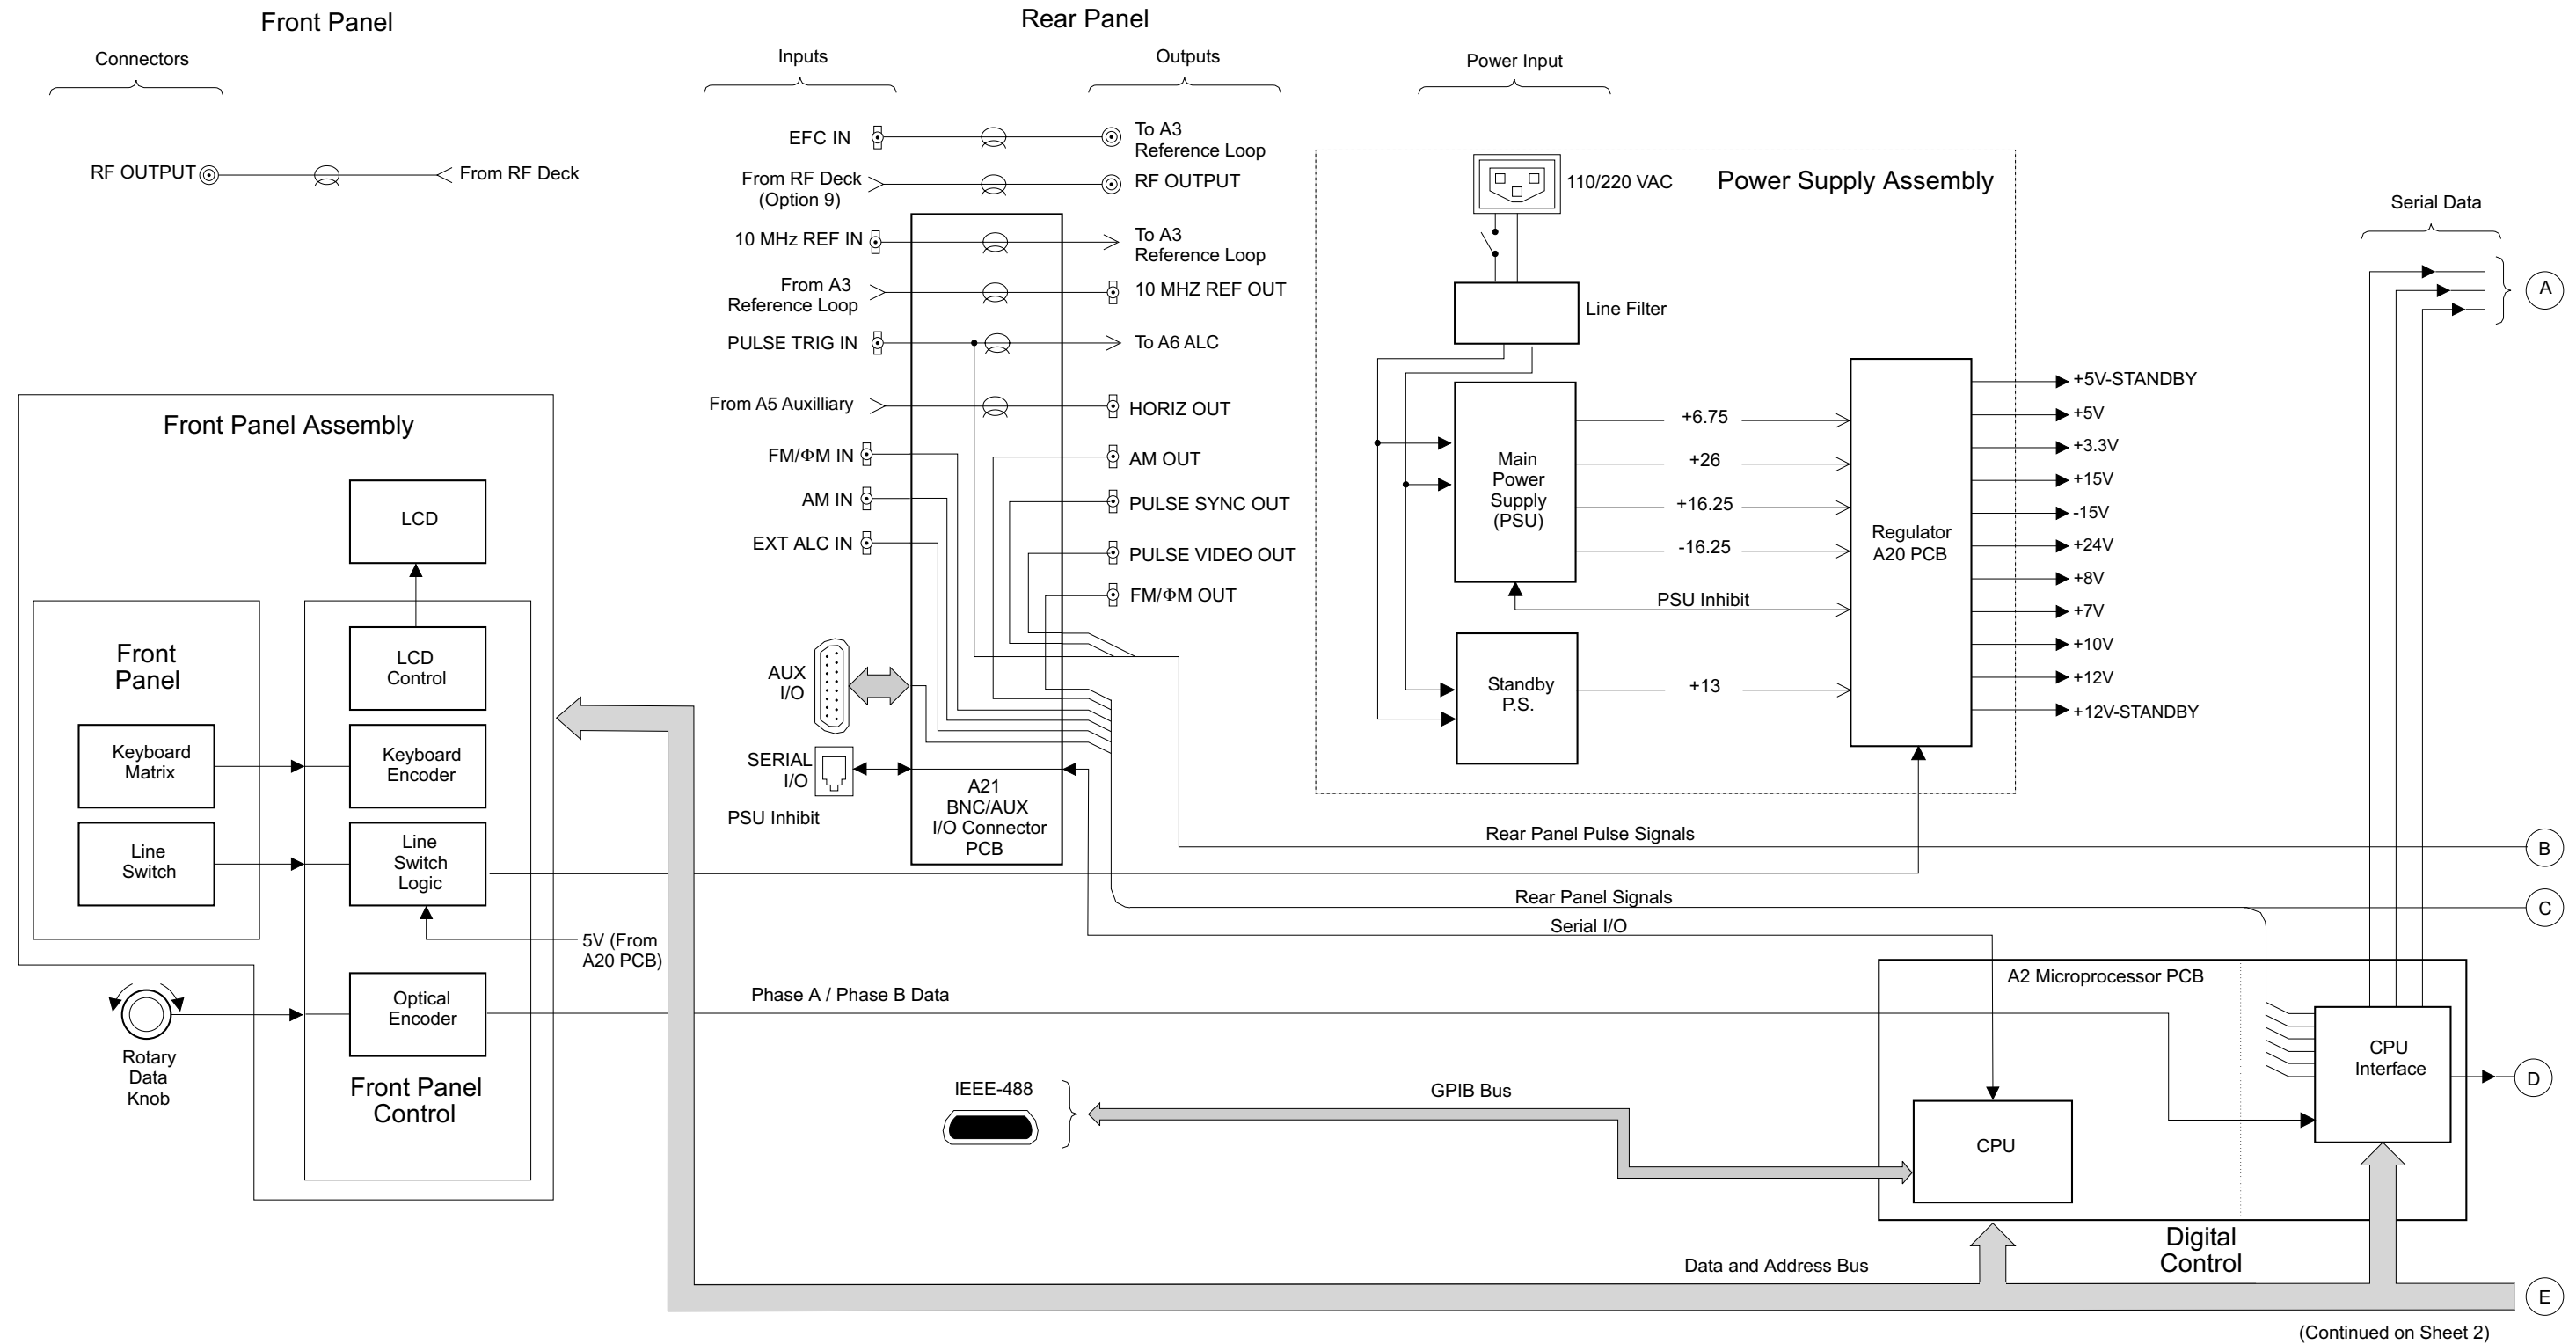 Front Panel
Connectors
RF OUTPUT
From RF Deck
Rear Panel
Inputs
Outputs
EFC IN
To A3
Reference Loop
From RF Deck
(Option 9)
RF OUTPUT
10 MHz REF IN
To A3
Reference Loop
From A3
Reference Loop
10 MHZ REF OUT
PULSE TRIG IN
To A6 ALC
From A5 Auxilliary
HORIZ OUT
FM/ΦM IN
AM OUT
AM IN
PULSE SYNC OUT
EXT ALC IN
PULSE VIDEO OUT
FM/ΦM OUT
AUX
I/O
SERIAL
I/O
PSU Inhibit
A21
BNC/AUX
I/O Connector
PCB
Power Input
110/220 VAC
Power Supply Assembly
Line Filter
Main
Power
Supply
(PSU)
+6.75
+26
+16.25
-16.25
PSU Inhibit
Standby
P.S.
+13
Regulator
A20 PCB
+5V-STANDBY
+5V
+3.3V
+15V
-15V
+24V
+8V
+7V
+10V
+12V
+12V-STANDBY
Serial Data
A
Front Panel Assembly
LCD
Front
Panel
LCD
Control
Keyboard
Matrix
Keyboard
Encoder
Line
Switch
Line
Switch
Logic
5V (From
A20 PCB)
Optical
Encoder
Rotary
Data
Knob
Front Panel
Control
Rear Panel Pulse Signals
B
Rear Panel Signals
C
Serial I/O
Phase A / Phase B Data
A2 Microprocessor PCB
CPU
Interface
D
IEEE-488
GPIB Bus
CPU
Digital
Control
Data and Address Bus
E
(Continued on Sheet 2)